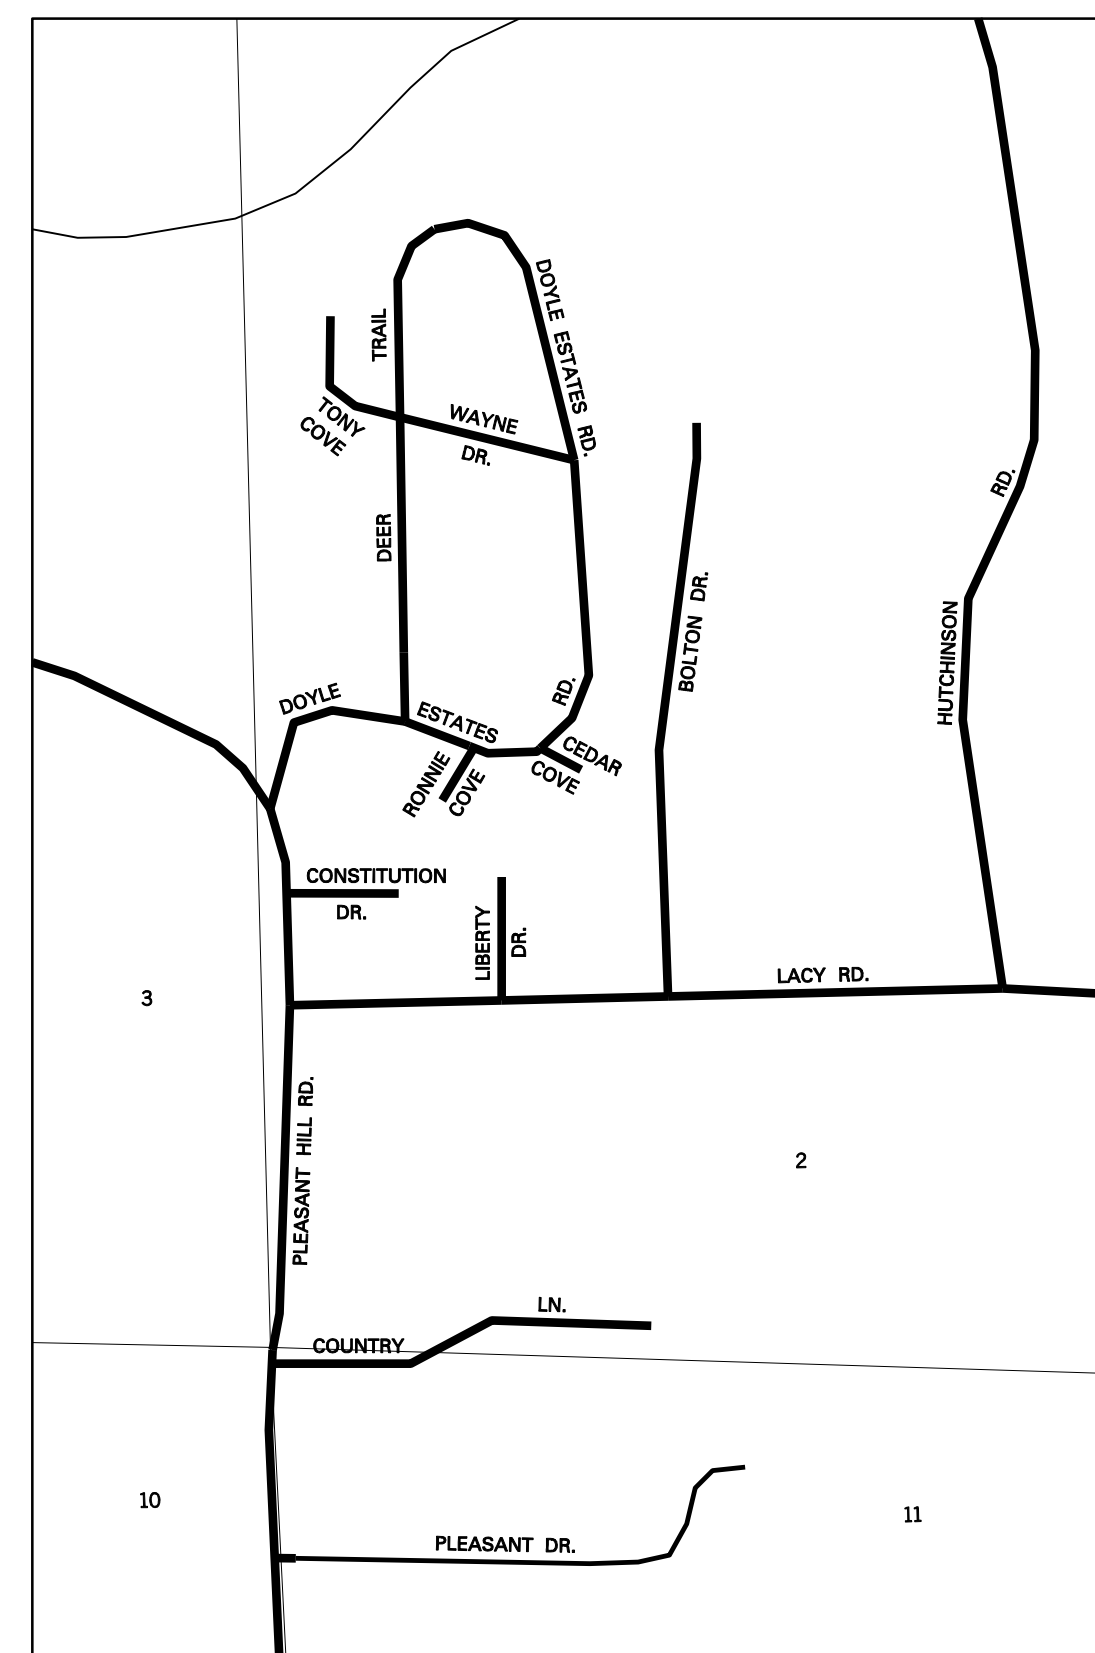 DOYLE ESTATES RD.
TRAIL
TONY
COVE
WAYNE
DR.
DEER
RD.
HUTCHINSON
BOLTON DR.
DOYLE
ESTATES
RD.
RONNIE
COVE
CEDAR
COVE
CONSTITUTION
DR.
LIBERTY
DR.
LACY RD.
3
PLEASANT HILL RD.
2
LN.
COUNTRY
10
11
PLEASANT DR.